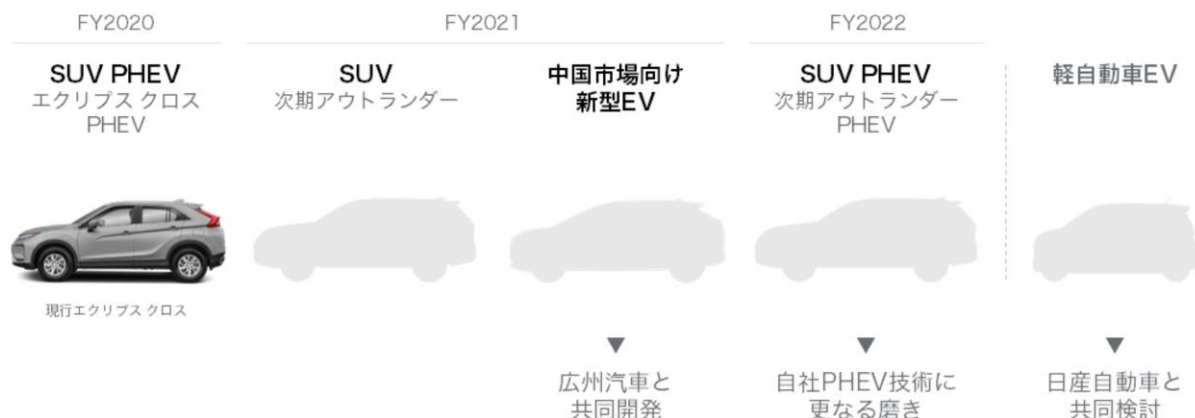 FY2020
FY2021
FY2022
SUV PHEV
エクリプス クロス
PHEV
SUV
次期アウトランダー
中国市場向け
新型EV
SUV PHEV
次期アウトランダー
PHEV
軽自動車EV
現行エクリプス クロス
▼
広州汽車と
共同開発
▼
自社PHEV技術に
更なる磨き
▼
日産自動車と
共同検討